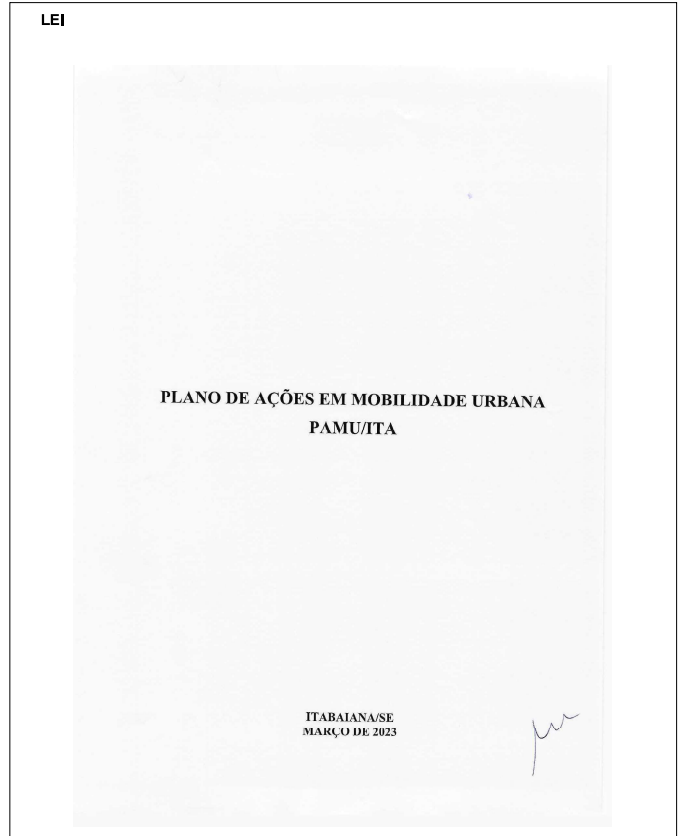 LEI
PLANO DE AÇÕES EM MOBILIDADE URBANA
PAMU/ITA
ITABAIANA/SE
MARÇO DE 2023